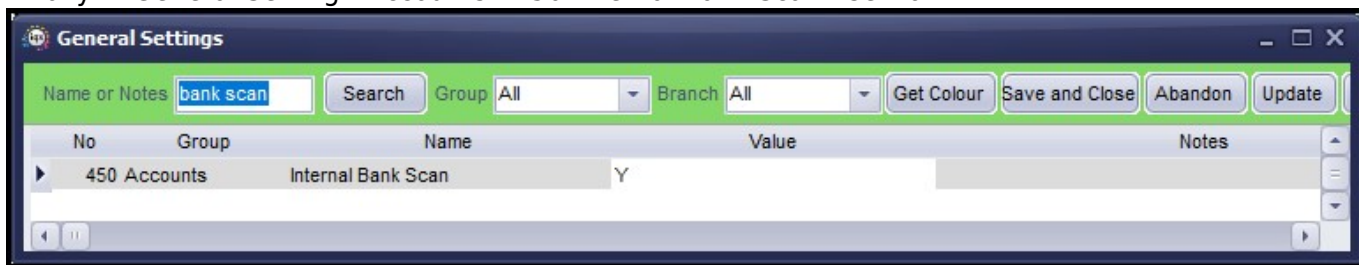 General Settings
Name or Notes bank scan Search Group All Branch All Get Colour Save and Close Abandon Update
No Group Name Value Notes
450 Accounts Internal Bank Scan Y